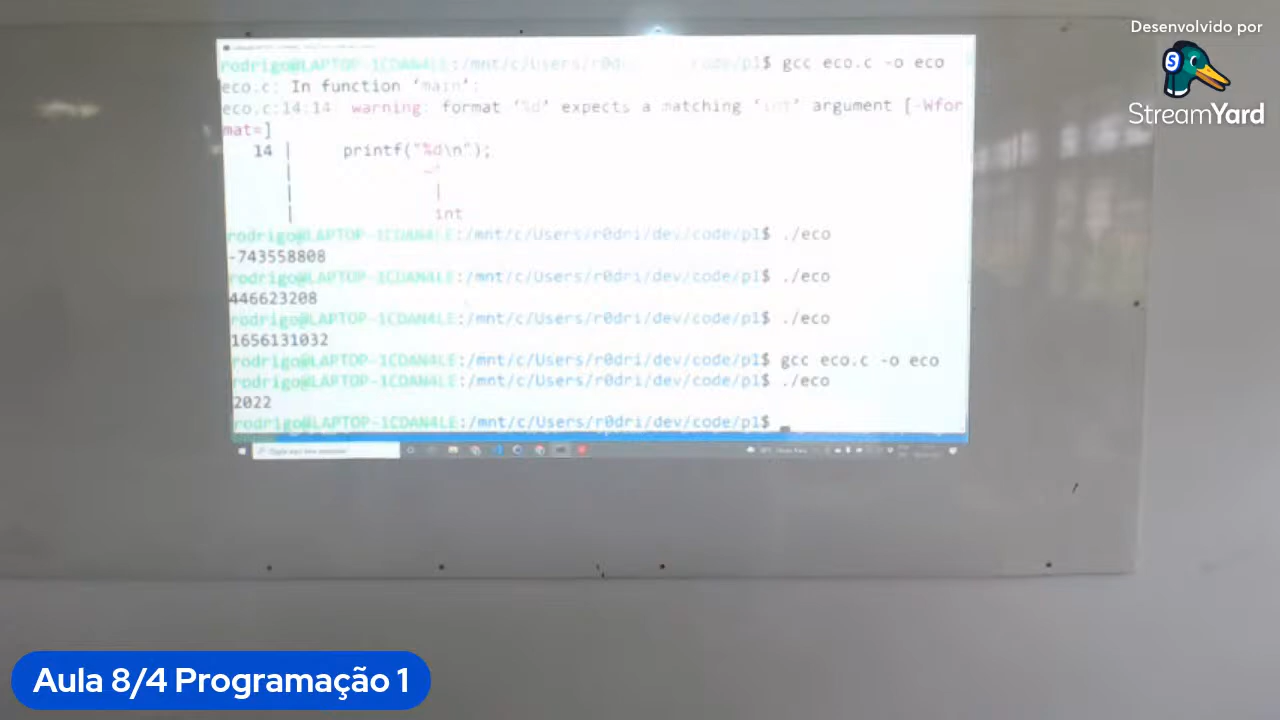 Desenvolvido por
StreamYard
rodrigo@LAPTOP-1CDAN4LE:/mnt/c/Users/r0dri/dev/code/p1$ gcc eco.c -o eco
eco.c: In function ‘main’:
eco.c:14:14 warning: format ‘%d’ expects a matching ‘int’ argument [-Wfor
mat=]
14 | printf("%d\n");
| ~^
| |
| int
rodrigo@LAPTOP-1CDAN4LE:/mnt/c/Users/r0dri/dev/code/p1$ ./eco
-743558808
rodrigo@LAPTOP-1CDAN4LE:/mnt/c/Users/r0dri/dev/code/p1$ ./eco
446623208
rodrigo@LAPTOP-1CDAN4LE:/mnt/c/Users/r0dri/dev/code/p1$ ./eco
1656131032
rodrigo@LAPTOP-1CDAN4LE:/mnt/c/Users/r0dri/dev/code/p1$ gcc eco.c -o eco
rodrigo@LAPTOP-1CDAN4LE:/mnt/c/Users/r0dri/dev/code/p1$ ./eco
2022
rodrigo@LAPTOP-1CDAN4LE:/mnt/c/Users/r0dri/dev/code/p1$
Aula 8/4 Programação 1